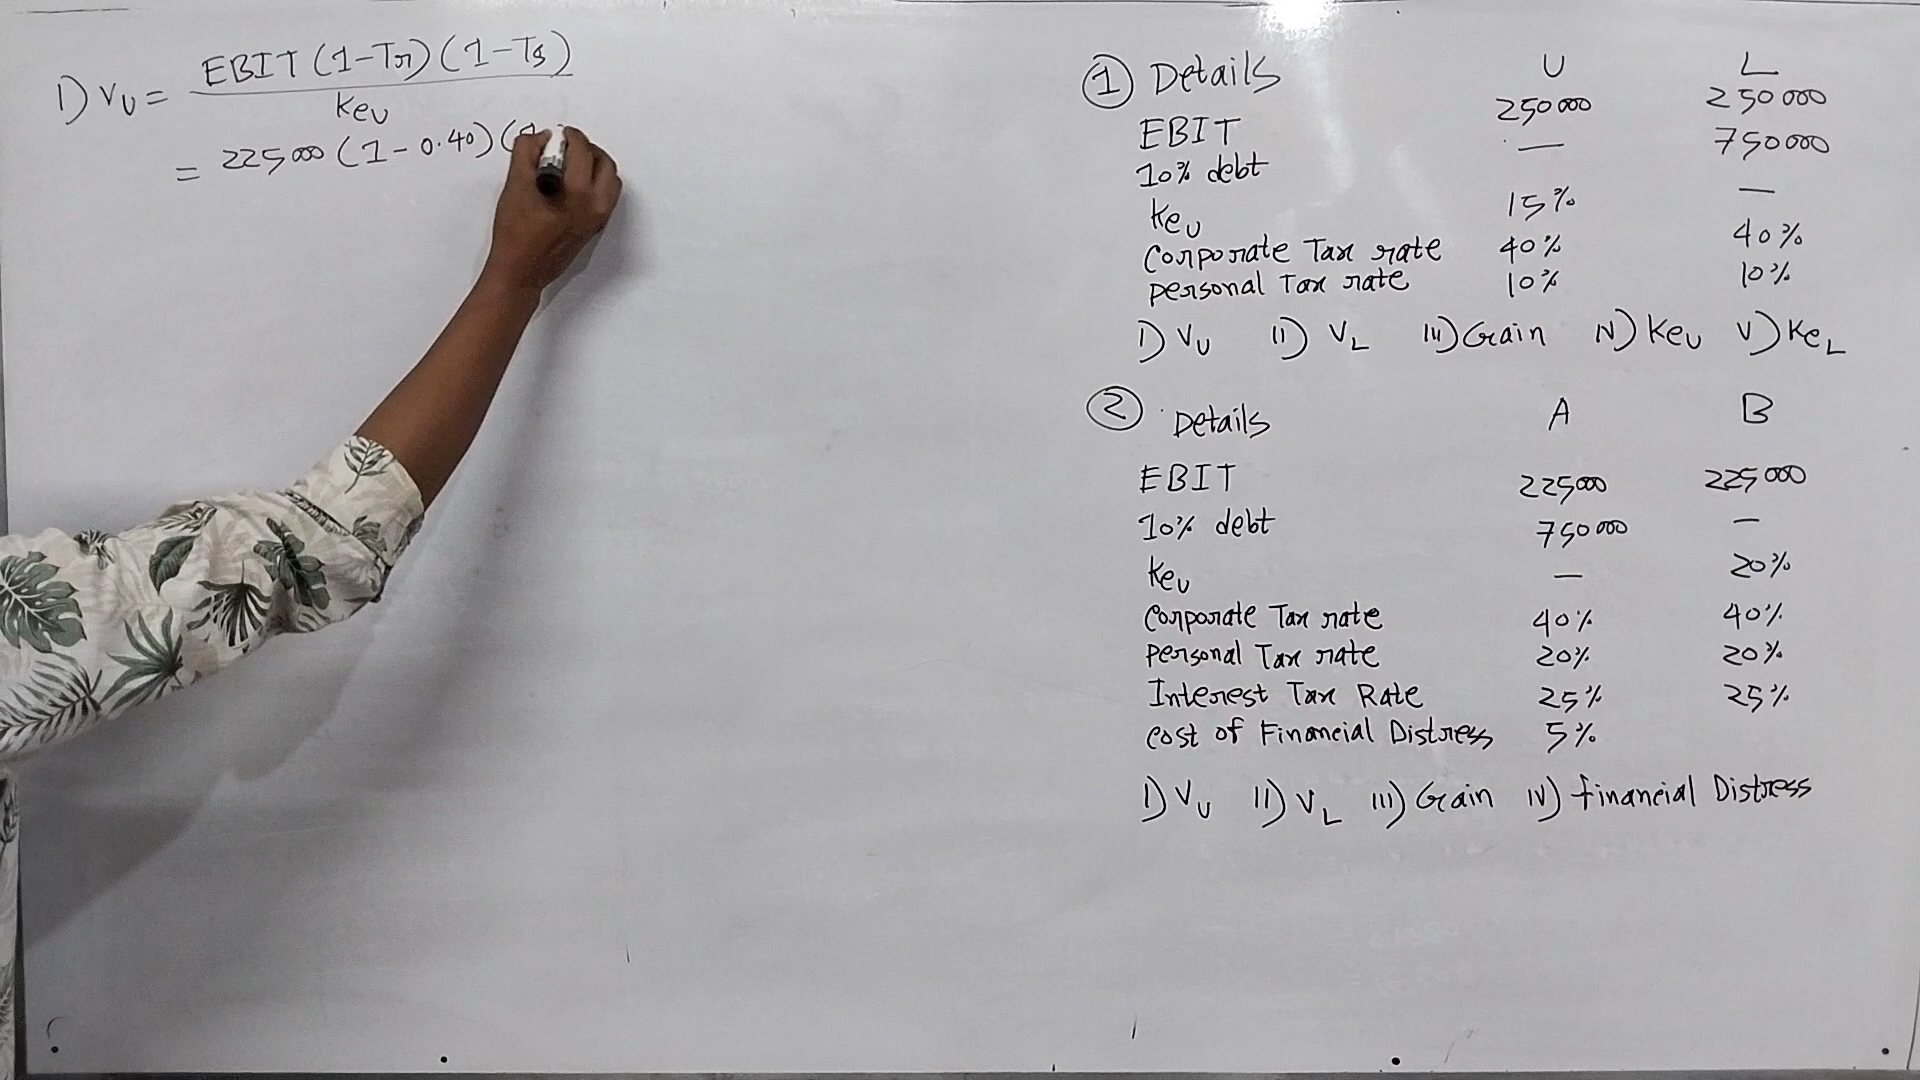 I) VU = EBIT (1-Tr) (1-Ts)
KeU
= 225000 (1-0.40) (1
① Details U L
EBIT 250000 250000
10% debt — 750000
KeU 15% —
Corporate Tax rate 40% 40%
personal Tax rate 10% 10%
I) VU II) VL III) Gain IV) KeU V) KeL
② Details A B
EBIT 225000 225000
10% debt 750000 —
KeU — 20%
Corporate Tax rate 40% 40%
personal Tax rate 20% 20%
Interest Tax Rate 25% 25%
cost of Financial Distress 5%
I) VU II) VL III) Gain IV) financial Distress